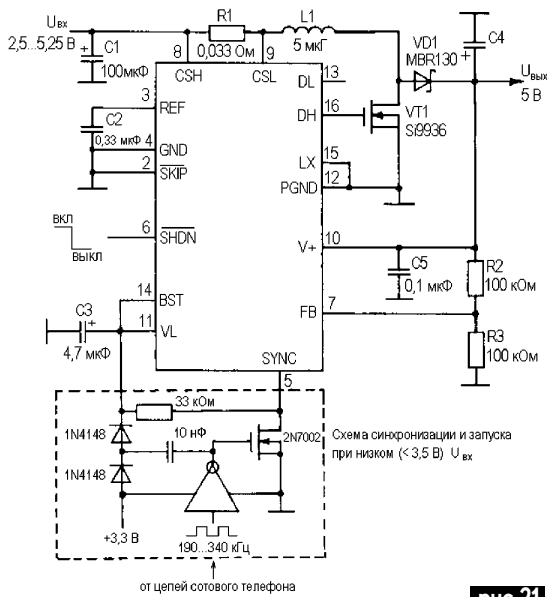 Uвх
2,5...5,25 В
C1
100мкФ
R1
0,033 Ом
L1
5 мкГ
VD1
MBR130
C4
Uвых
5 В
8
CSH
9
CSL
13
DL
16
DH
VT1
Si9936
3
REF
C2
0,33 мкФ
4
GND
2
SKIP
15
LX
12
PGND
ВКЛ
ВЫКЛ
6
SHDN
10
V+
C5
0,1 мкФ
R2
100 кОм
14
BST
7
FB
C3
4,7 мкФ
11
VL
R3
100 кОм
SYNC
5
33 кОм
1N4148
10 нФ
2N7002
1N4148
Схема синхронизации и запуска
при низком (< 3,5 В) Uвх
+3,3 В
190...340 кГц
от цепей сотового телефона
рис 21